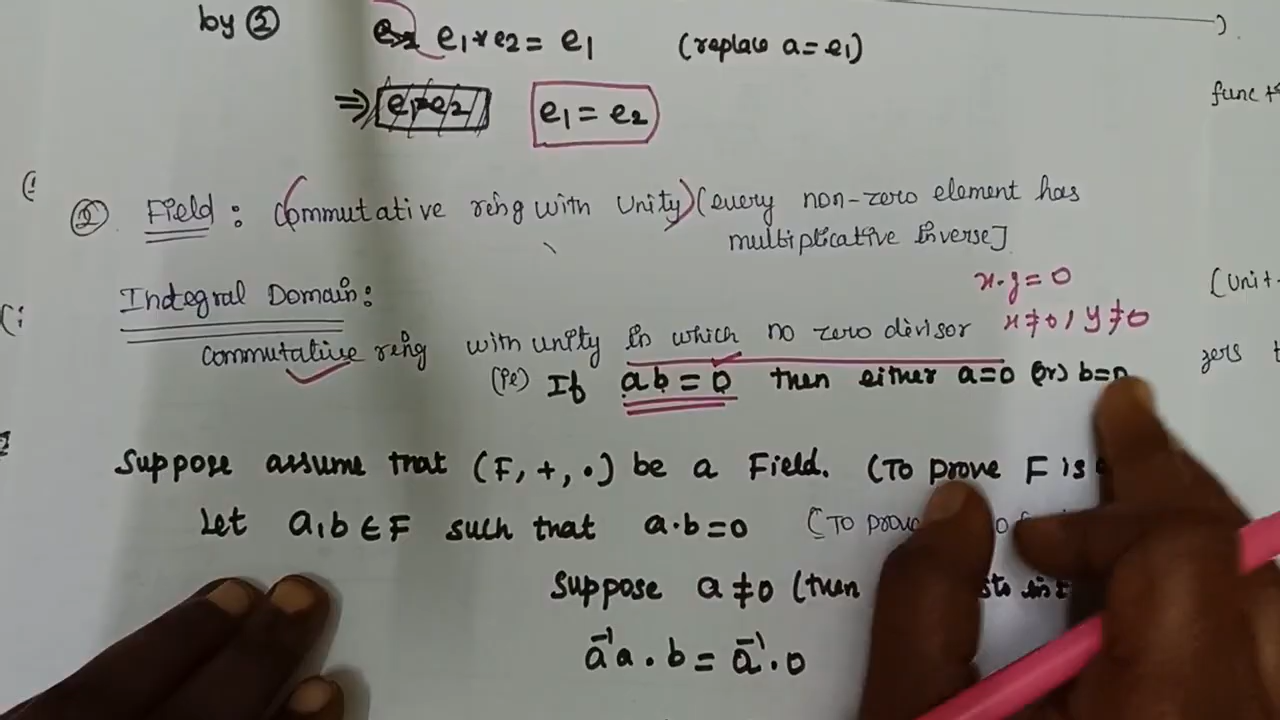 by ② e₁*e₂ = e₁ (replace a = e₁)
⇒ e₁ = e₂
② Field: Commutative ring with unity (every non-zero element has
multiplicative inverse]
x.y = 0
Integral Domain:
x ≠ 0, y ≠ 0
commutative ring with unity in which no zero divisor
(ie) If ab = 0 then either a=0 (or) b=0
Suppose assume that (F, +, •) be a Field. (To prove F is
Let a, b ∈ F such that a.b = 0 (To
Suppose a ≠ 0 (then
a⁻¹a . b = a⁻¹ . 0